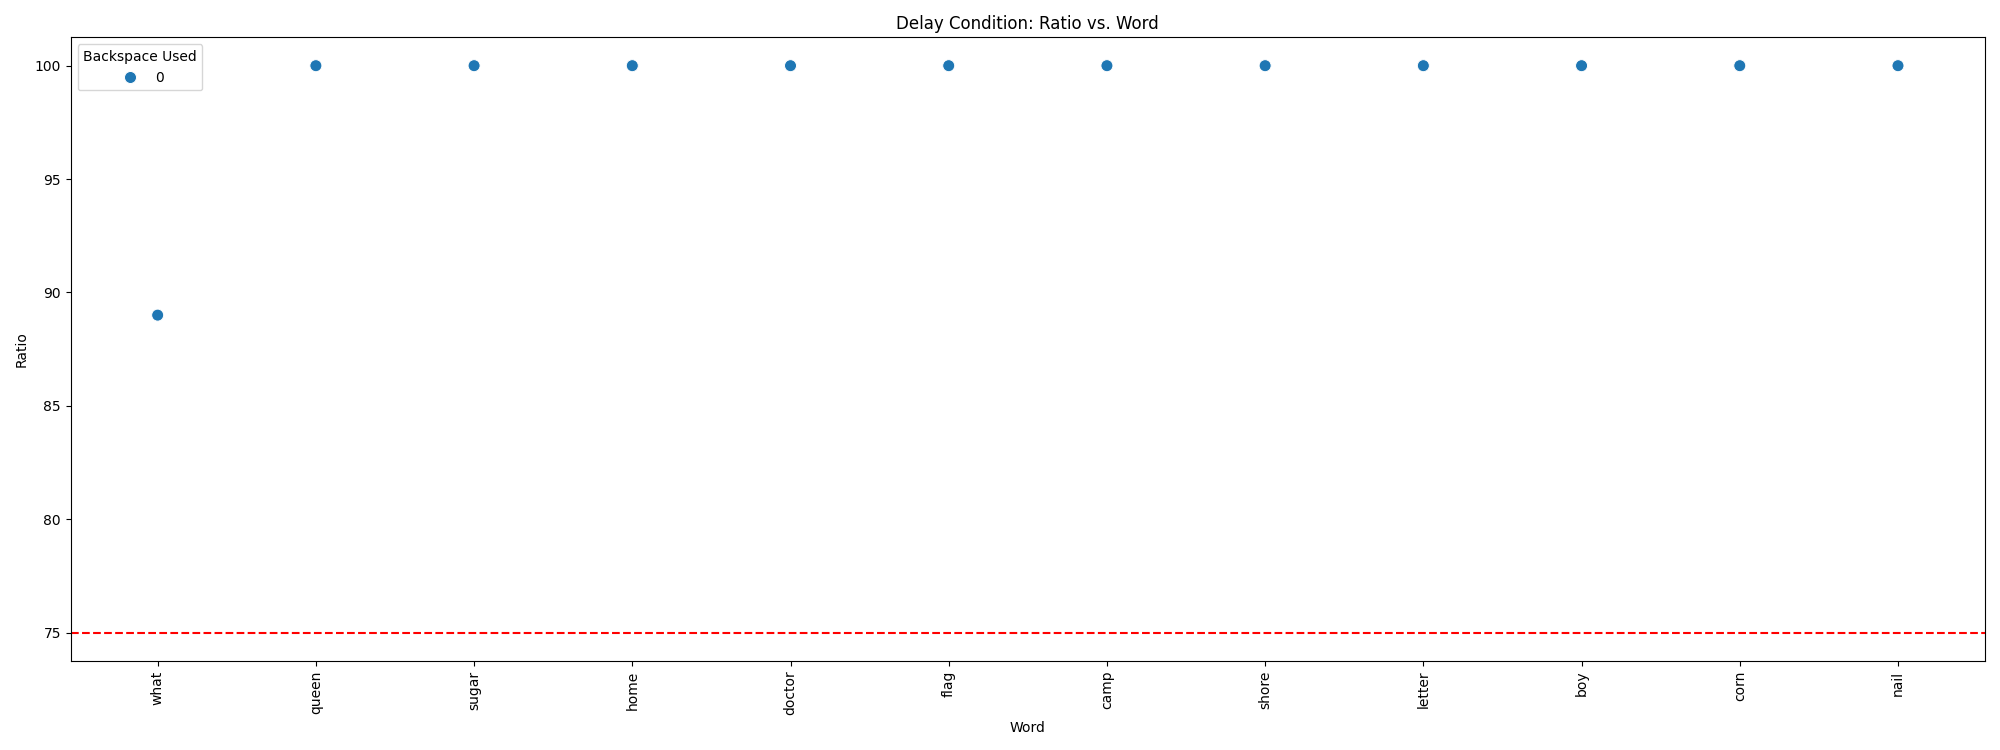 Delay Condition: Ratio vs. Word
Backspace Used
0
100
95
90
85
80
75
Ratio
what
queen
sugar
home
doctor
flag
camp
shore
letter
boy
corn
nail
Word